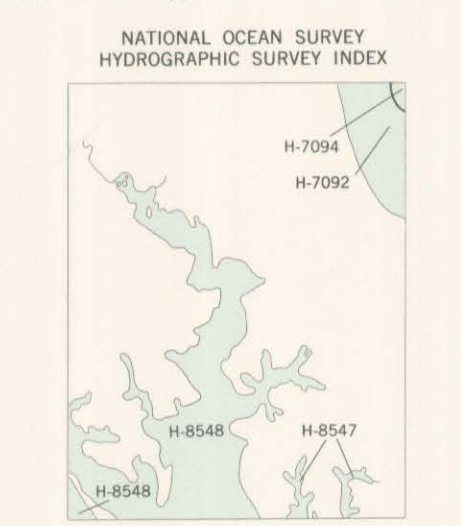 NATIONAL OCEAN SURVEY
HYDROGRAPHIC SURVEY INDEX
H-7094
H-7092
H-8548
H-8547
H-8548